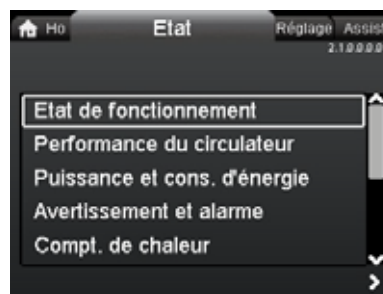 Ho Etat Réglage Assis
2.1.0.0.0.0
Etat de fonctionnement
Performance du circulateur
Puissance et cons. d'énergie
Avertissement et alarme
Compt. de chaleur